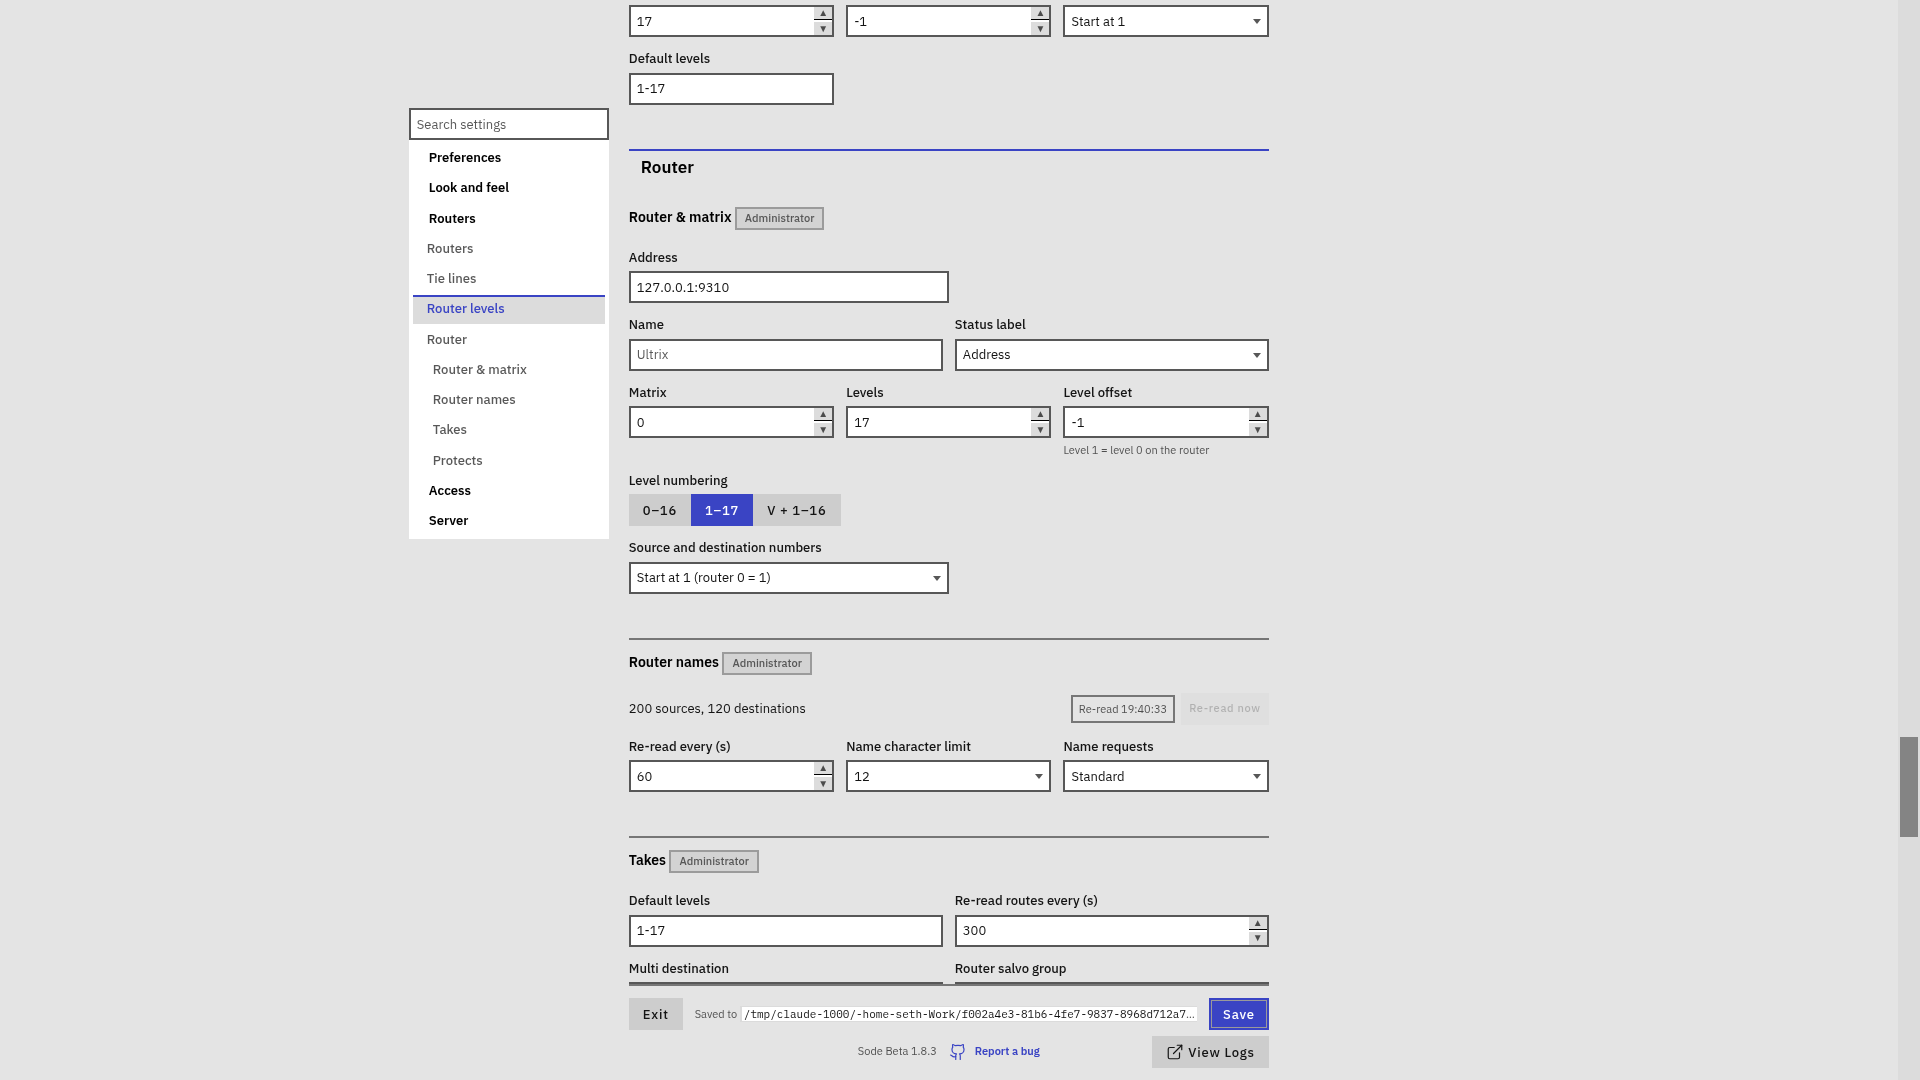 17
-1
Start at 1
Default levels
1-17
Search settings
Preferences
Look and feel
Routers
Routers
Tie lines
Router levels
Router
Router & matrix
Router names
Takes
Protects
Access
Server
Router
Router & matrix Administrator
Address
127.0.0.1:9310
Name
Status label
Ultrix
Address
Matrix
Levels
Level offset
0
17
-1
Level 1 = level 0 on the router
Level numbering
0–16 1–17 V + 1–16
Source and destination numbers
Start at 1 (router 0 = 1)
Router names Administrator
200 sources, 120 destinations
Re-read 19:40:33
Re-read now
Re-read every (s)
Name character limit
Name requests
60
12
Standard
Takes Administrator
Default levels
Re-read routes every (s)
1-17
300
Multi destination
Router salvo group
Exit
Saved to /tmp/claude-1000/-home-seth-Work/f002a4e3-81b6-4fe7-9837-8968d712a7...
Save
Sode Beta 1.8.3
Report a bug
View Logs